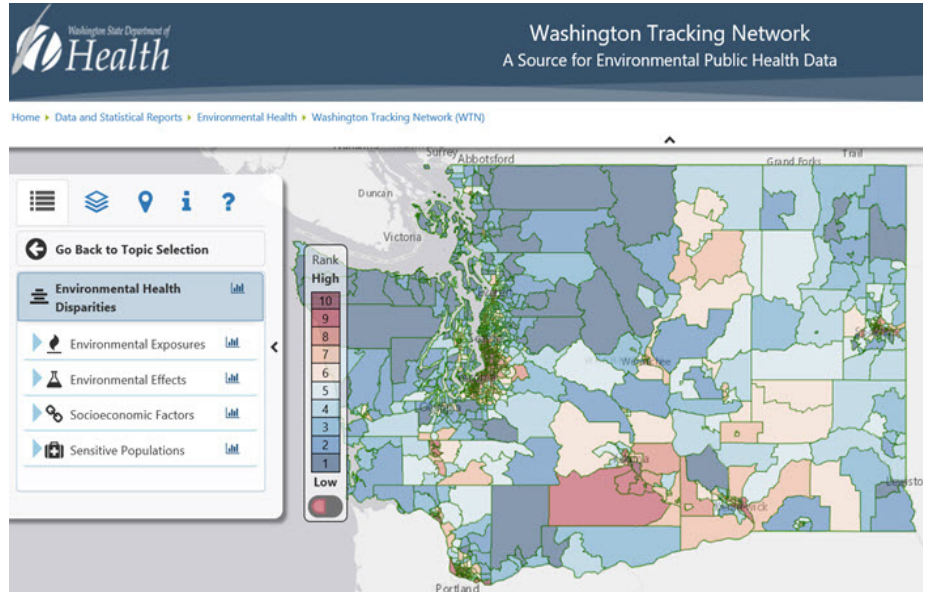 Washington State Department of
Health
Washington Tracking Network
A Source for Environmental Public Health Data
Home ▸ Data and Statistical Reports ▸ Environmental Health ▸ Washington Tracking Network (WTN)
Surrey
Abbotsford
Grand Forks
Trail
Duncan
Victoria
i
?
Go Back to Topic Selection
Environmental Health
Disparities
Environmental Exposures
Environmental Effects
Socioeconomic Factors
Sensitive Populations
Rank
High
10
9
8
7
6
5
4
3
2
1
Low
Portland